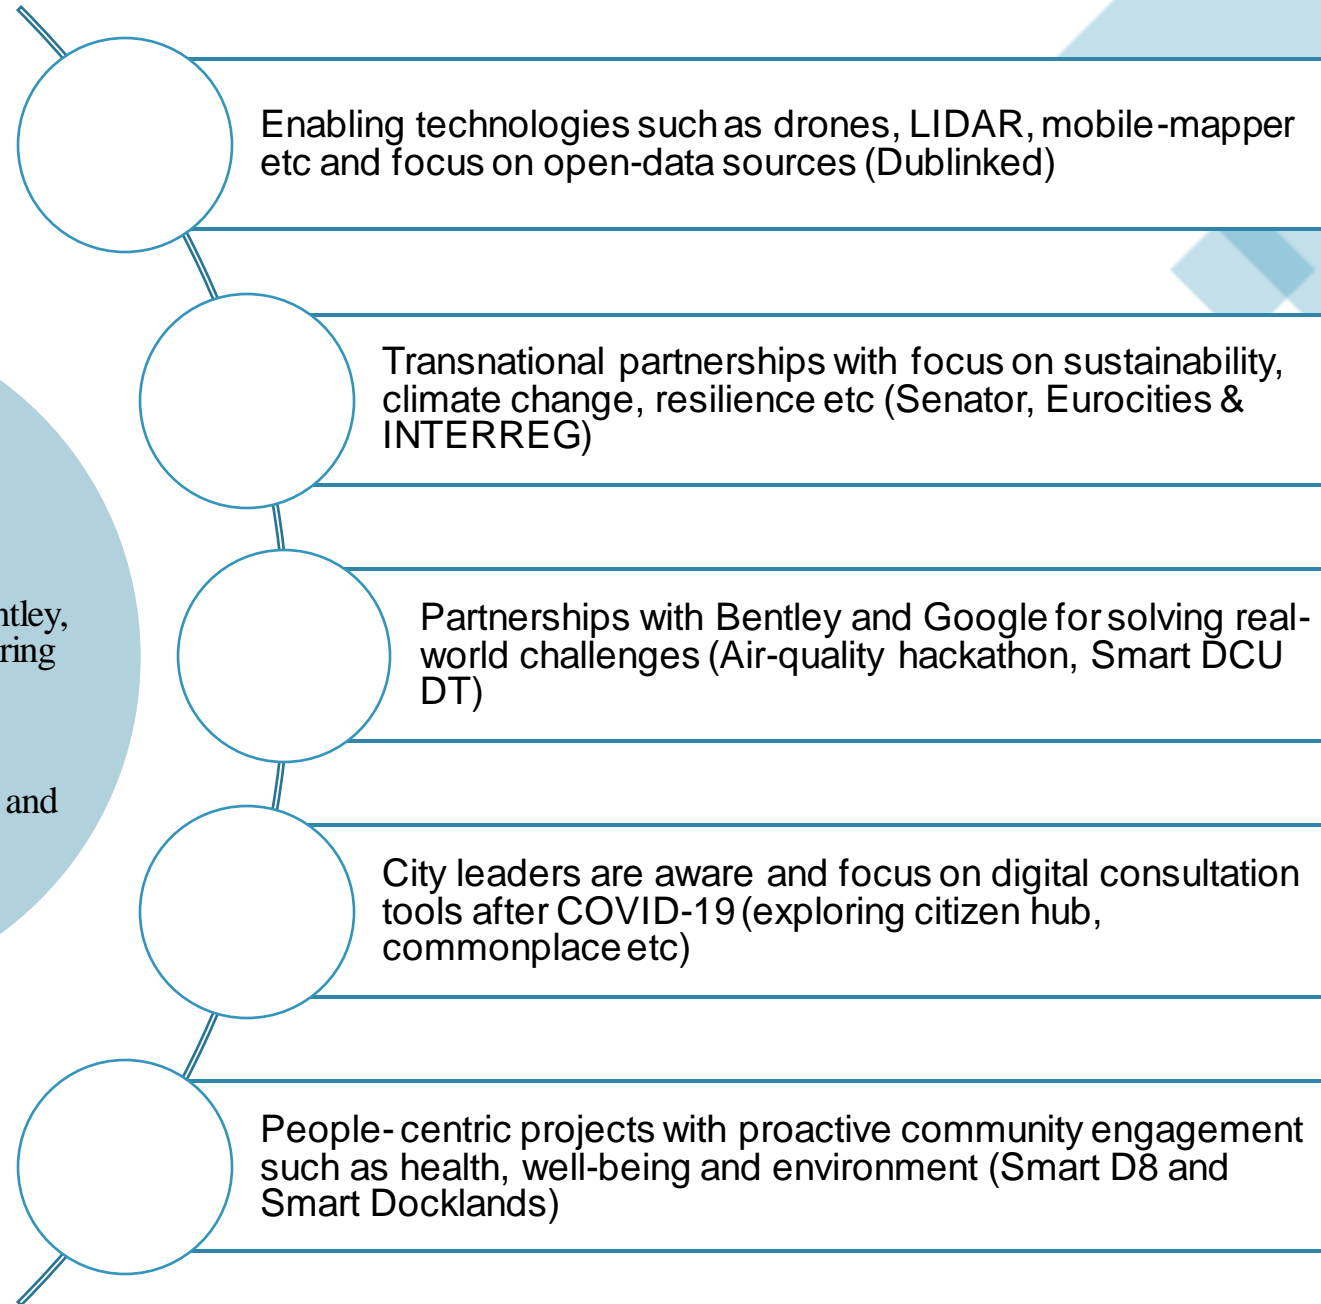 Enabling technologies such as drones, LIDAR, mobile-mapper
etc and focus on open-data sources (Dublinked)
Transnational partnerships with focus on sustainability,
climate change, resilience etc (Senator, Eurocities &
INTERREG)
Partnerships with Bentley and Google for solving real-
world challenges (Air-quality hackathon, Smart DCU
DT)
City leaders are aware and focus on digital consultation
tools after COVID-19 (exploring citizen hub,
commonplace etc)
People- centric projects with proactive community engagement
such as health, well-being and environment (Smart D8 and
Smart Docklands)
and